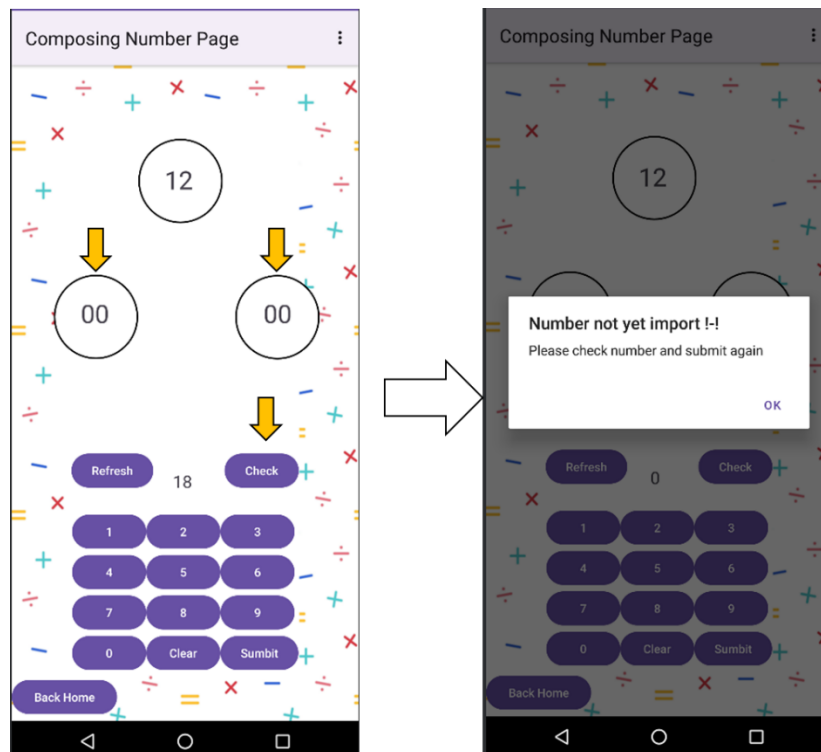 Composing Number Page
12
00 00
Refresh 18 Check
1 2 3
4 5 6
7 8 9
0 Clear Sumbit
Back Home
Composing Number Page
12
Number not yet import !-!
Please check number and submit again
OK
Refresh 0 Check
1 2 3
4 5 6
7 8 9
0 Clear Sumbit
Back Home